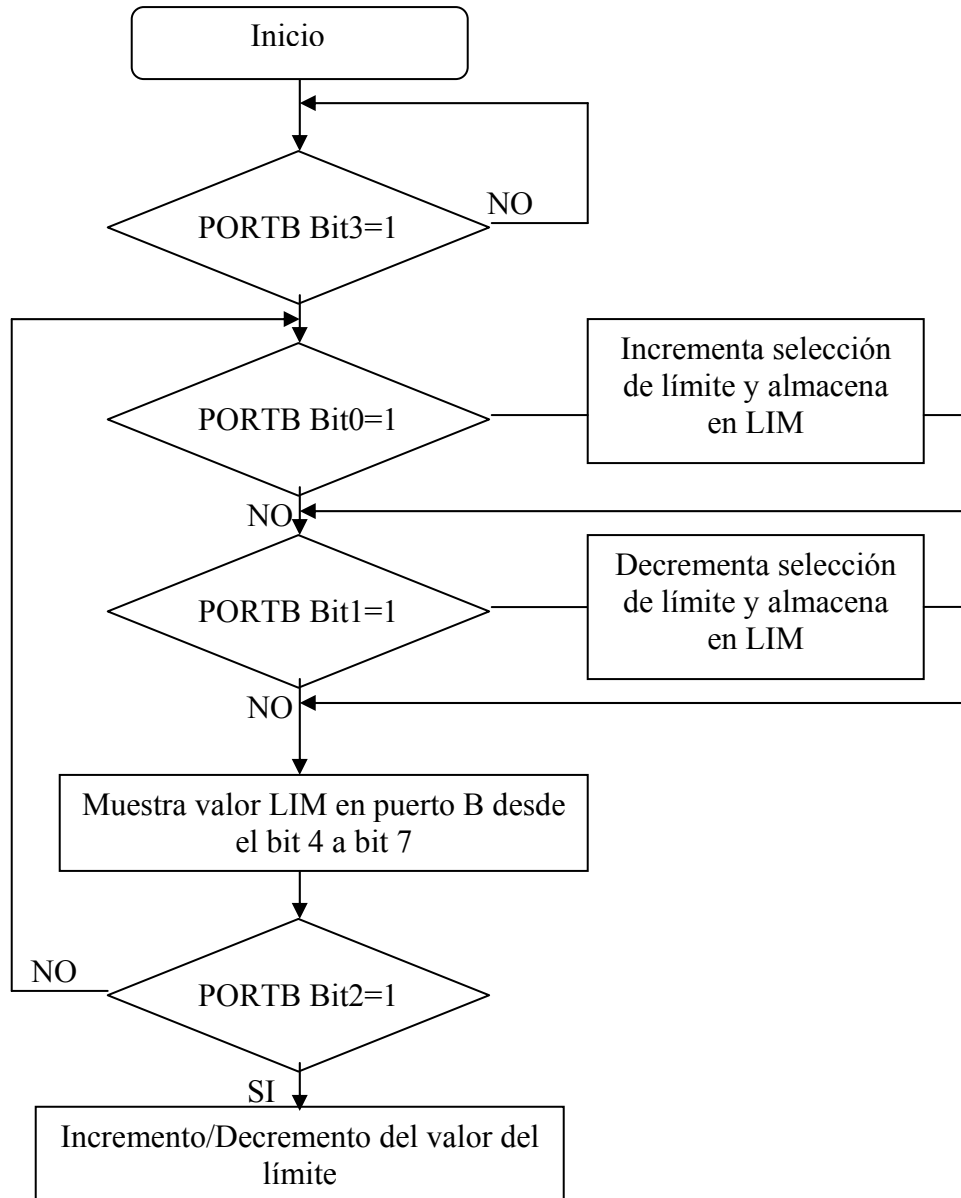 Inicio
NO
PORTB Bit3=1
Incrementa selección
de límite y almacena
en LIM
PORTB Bit0=1
NO
Decrementa selección
de límite y almacena
en LIM
PORTB Bit1=1
NO
Muestra valor LIM en puerto B desde
el bit 4 a bit 7
NO
PORTB Bit2=1
SI
Incremento/Decremento del valor del
límite